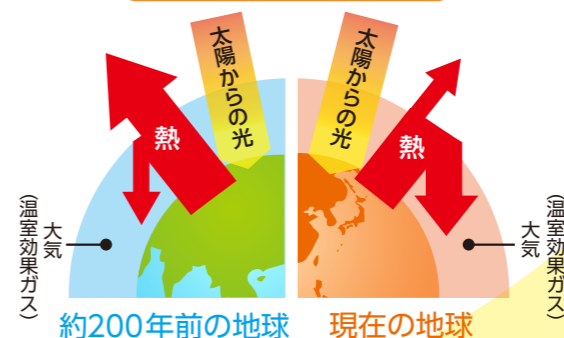 太陽からの光
熱
大気
（温室効果ガス）
約200年前の地球
太陽からの光
熱
大気
（温室効果ガス）
現在の地球